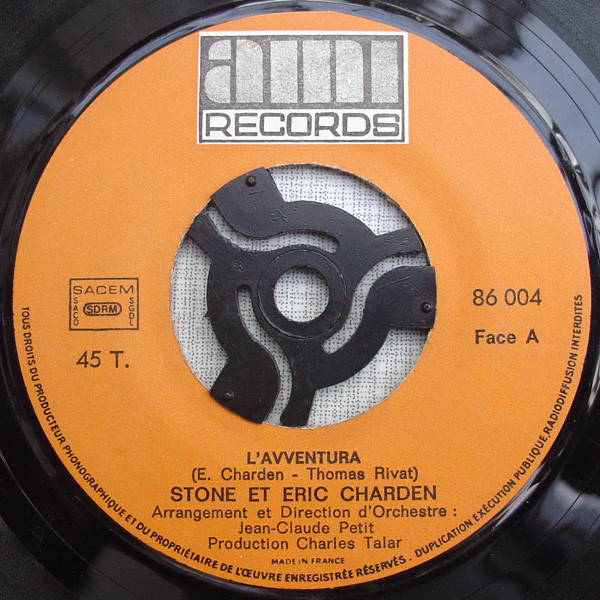 ami
RECORDS
SACEM
SACD
SDRM
SGDL
45 T.
86 004
Face A
L'AVVENTURA
(E. Charden - Thomas Rivat)
STONE ET ERIC CHARDEN
Arrangement et Direction d'Orchestre :
Jean-Claude Petit
Production Charles Talar
MADE IN FRANCE
TOUS DROITS DU PRODUCTEUR PHONOGRAPHIQUE ET DU PROPRIÉTAIRE DE L'ŒUVRE ENREGISTRÉE RÉSERVÉS. DUPLICATION, EXÉCUTION PUBLIQUE, RADIODIFFUSION INTERDITES